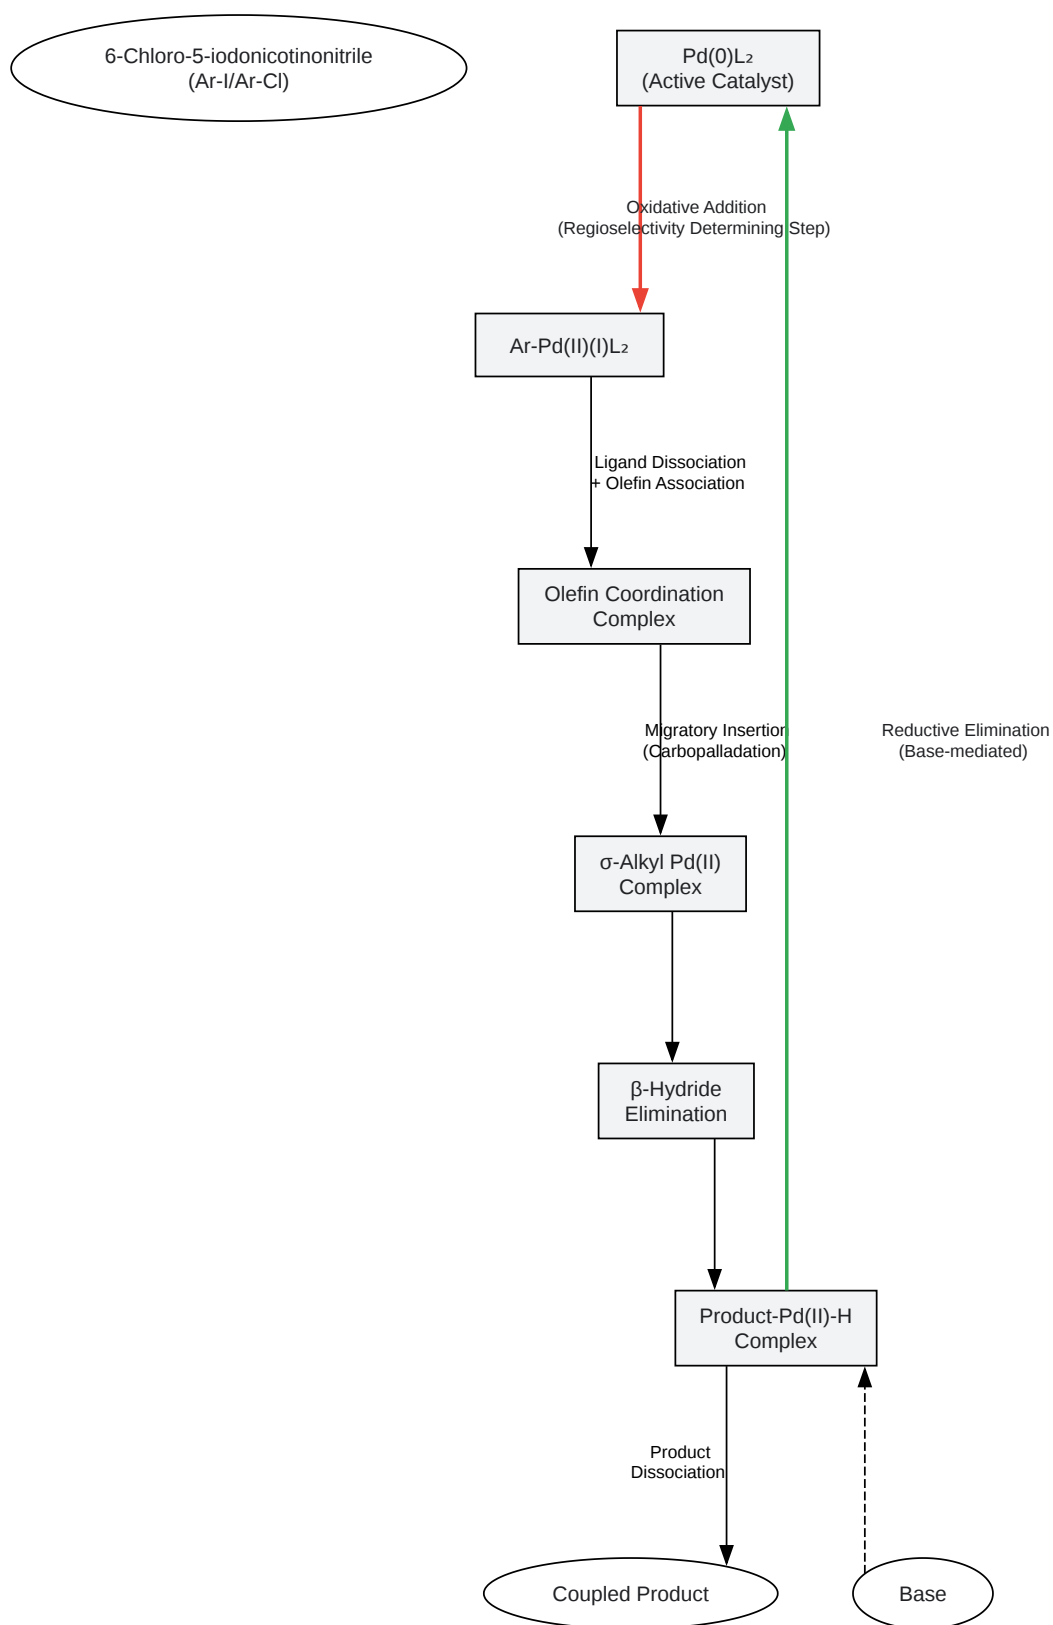 6-Chloro-5-iodonicotinonitrile
(Ar-I/Ar-Cl)
Pd(0)L₂
(Active Catalyst)
Oxidative Addition
(Regioselectivity Determining Step)
Ar-Pd(II)(I)L₂
Ligand Dissociation
+ Olefin Association
Olefin Coordination
Complex
Migratory Insertion
(Carbopalladation)
Reductive Elimination
(Base-mediated)
σ-Alkyl Pd(II)
Complex
β-Hydride
Elimination
Product-Pd(II)-H
Complex
Product
Dissociation
Coupled Product
Base